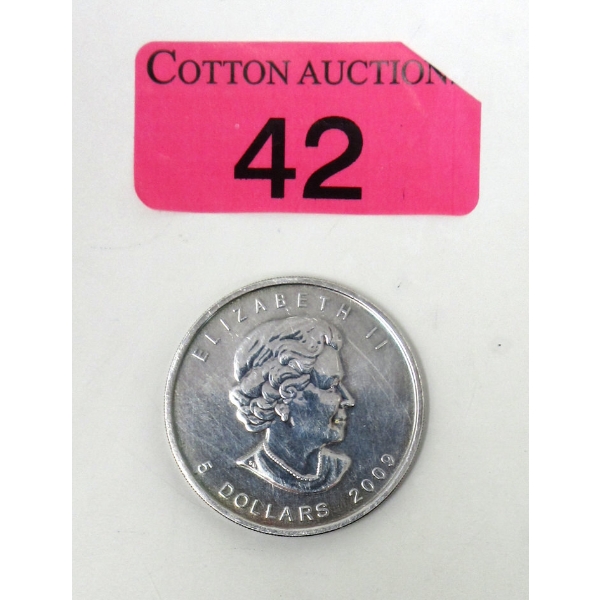 COTTON AUCTION
42
ELIZABETH II
5 DOLLARS 2009